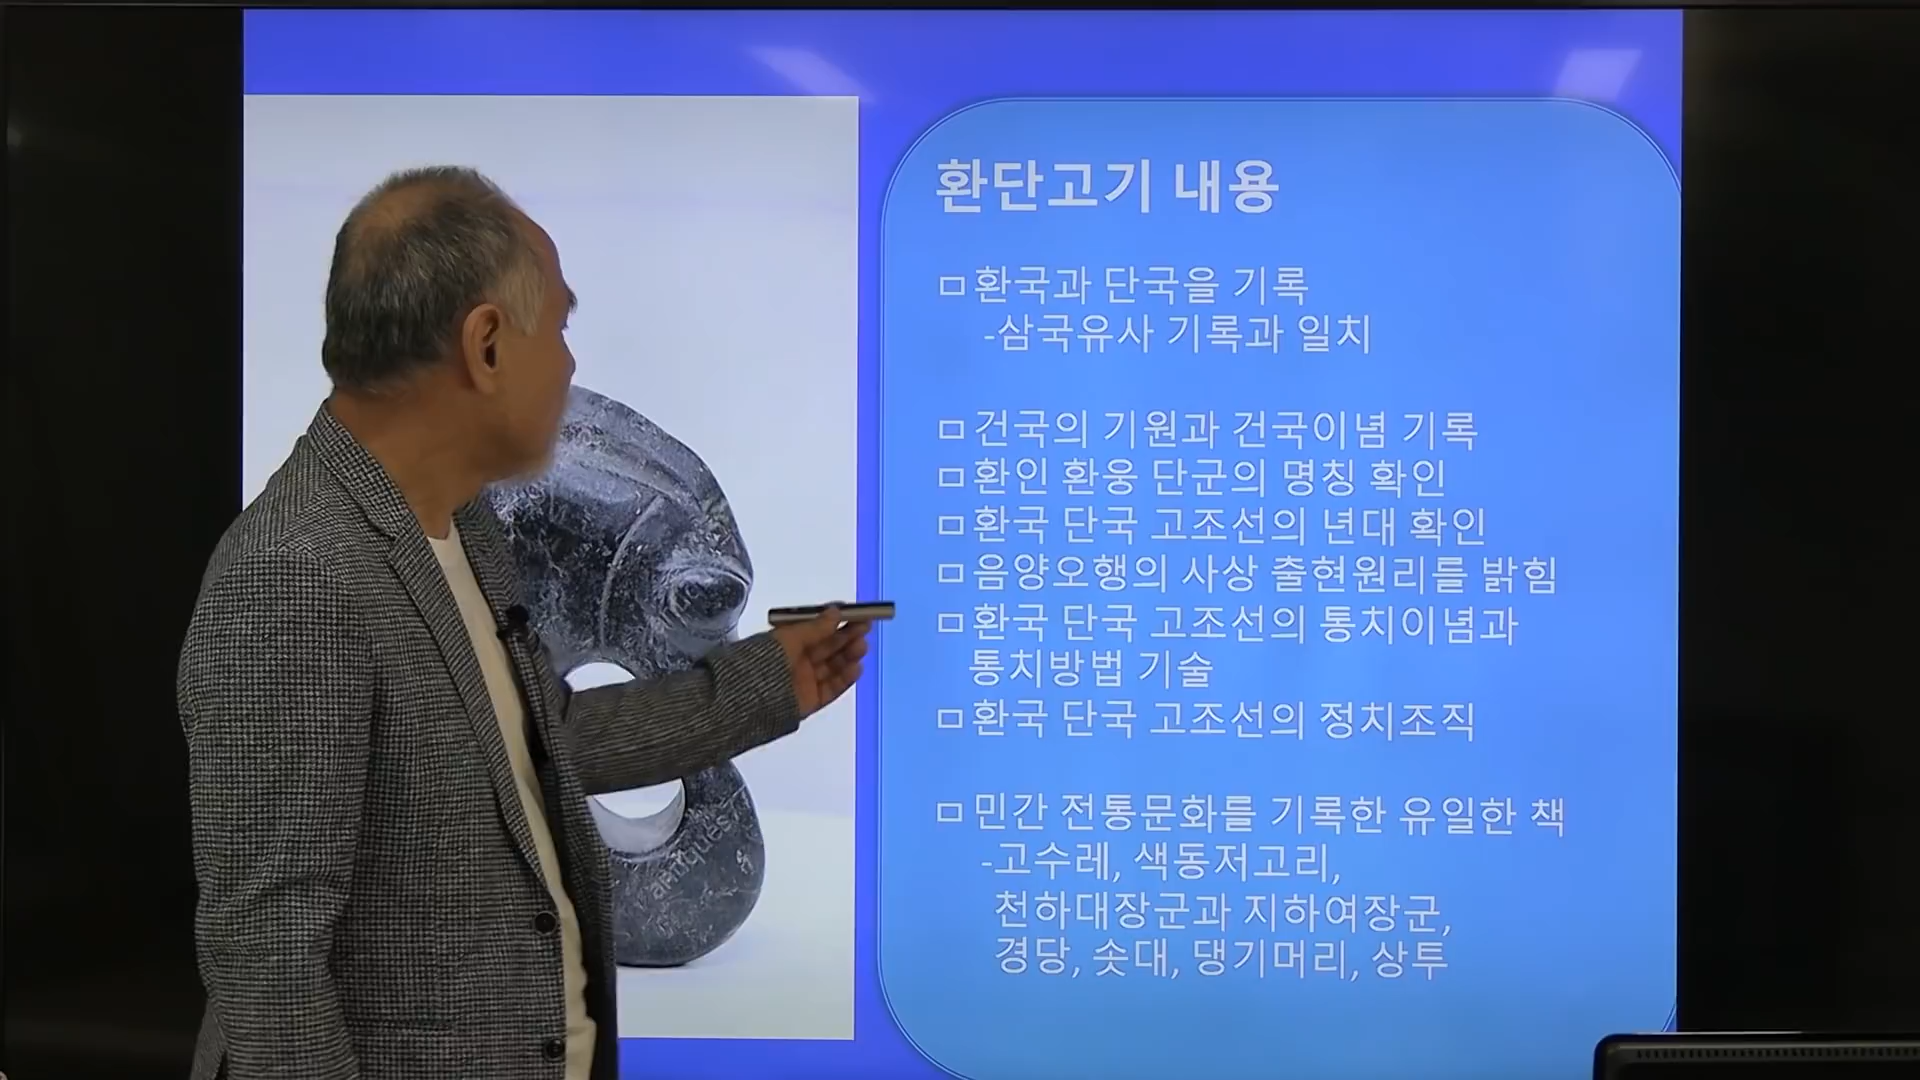 환단고기 내용
□ 환국과 단국을 기록
-삼국유사 기록과 일치
□ 건국의 기원과 건국이념 기록
□ 환인 환웅 단군의 명칭 확인
□ 환국 단국 고조선의 년대 확인
□ 음양오행의 사상 출현원리를 밝힘
□ 환국 단국 고조선의 통치이념과
통치방법 기술
□ 환국 단국 고조선의 정치조직
□ 민간 전통문화를 기록한 유일한 책
-고수레, 색동저고리,
천하대장군과 지하여장군,
경당, 솟대, 댕기머리, 상투
antiques